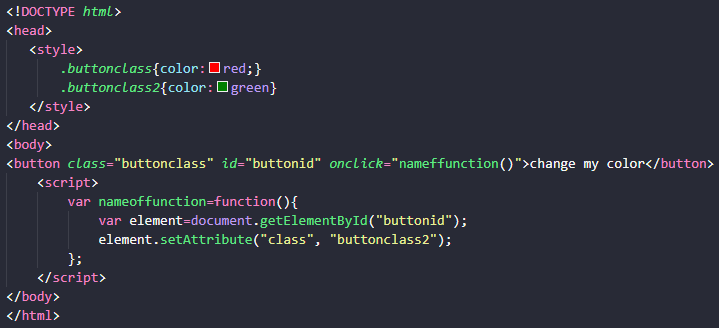 <!DOCTYPE html>
<head>
<style>
.buttonclass{color:red;}
.buttonclass2{color:green}
</style>
</head>
<body>
<button class="buttonclass" id="buttonid" onclick="nameffunction()">change my color</button>
<script>
var nameoffunction=function(){
var element=document.getElementById("buttonid");
element.setAttribute("class", "buttonclass2");
};
</script>
</body>
</html>